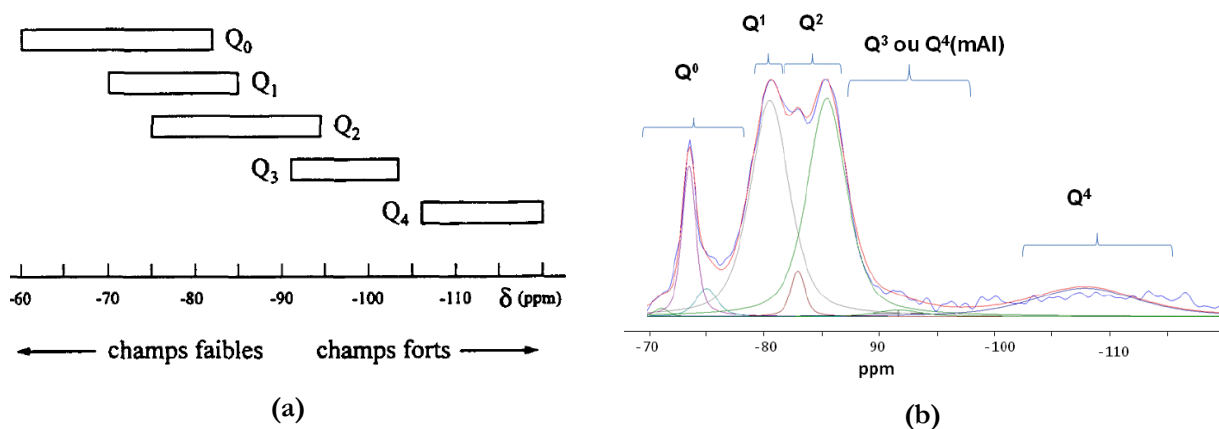 Q0
Q1
Q2
Q3
Q4
-60 -70 -80 -90 -100 -110 δ (ppm)
champs faibles champs forts
(a)
Q¹ Q²
Q³ ou Q⁴(mAl)
Q⁰
Q⁴
-70 -80 90 -100 -110
ppm
(b)